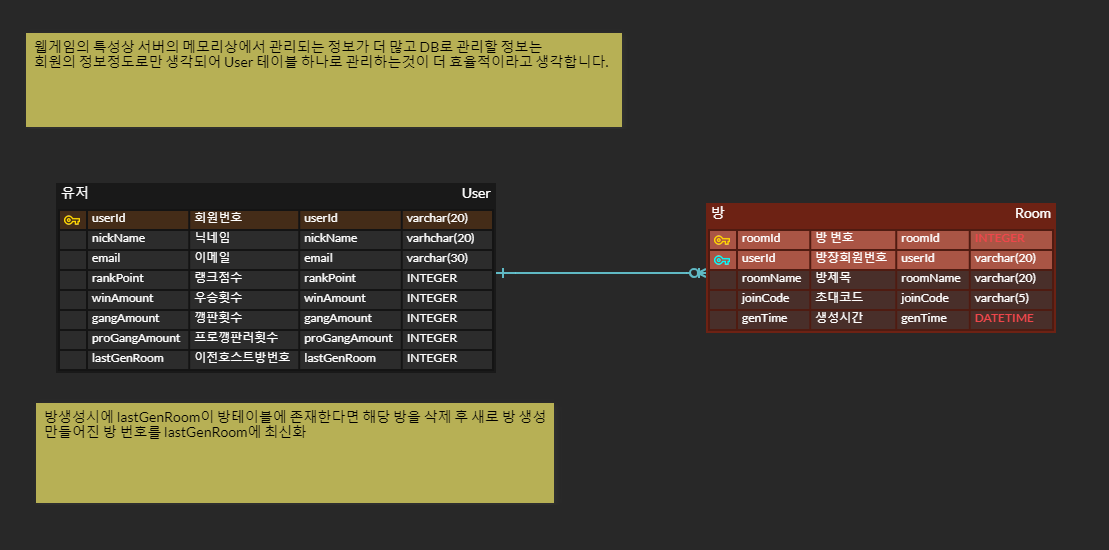 웹게임의 특성상 서버의 메모리상에서 관리되는 정보가 더 많고 DB로 관리할 정보는
회원의 정보정도로만 생각되어 User 테이블 하나로 관리하는것이 더 효율적이라고 생각합니다.
유저 User
userId 회원번호 userId varchar(20)
nickName 닉네임 nickName varhchar(20)
email 이메일 email varchar(30)
rankPoint 랭크점수 rankPoint INTEGER
winAmount 우승횟수 winAmount INTEGER
gangAmount 깽판횟수 gangAmount INTEGER
proGangAmount 프로깽판러횟수 proGangAmount INTEGER
lastGenRoom 이전호스트방번호 lastGenRoom INTEGER
방 Room
roomId 방 번호 roomId INTEGER
userId 방장회원번호 userId varchar(20)
roomName 방제목 roomName varchar(20)
joinCode 초대코드 joinCode varchar(5)
genTime 생성시간 genTime DATETIME
방생성시에 lastGenRoom이 방테이블에 존재한다면 해당 방을 삭제 후 새로 방 생성
만들어진 방 번호를 lastGenRoom에 최신화